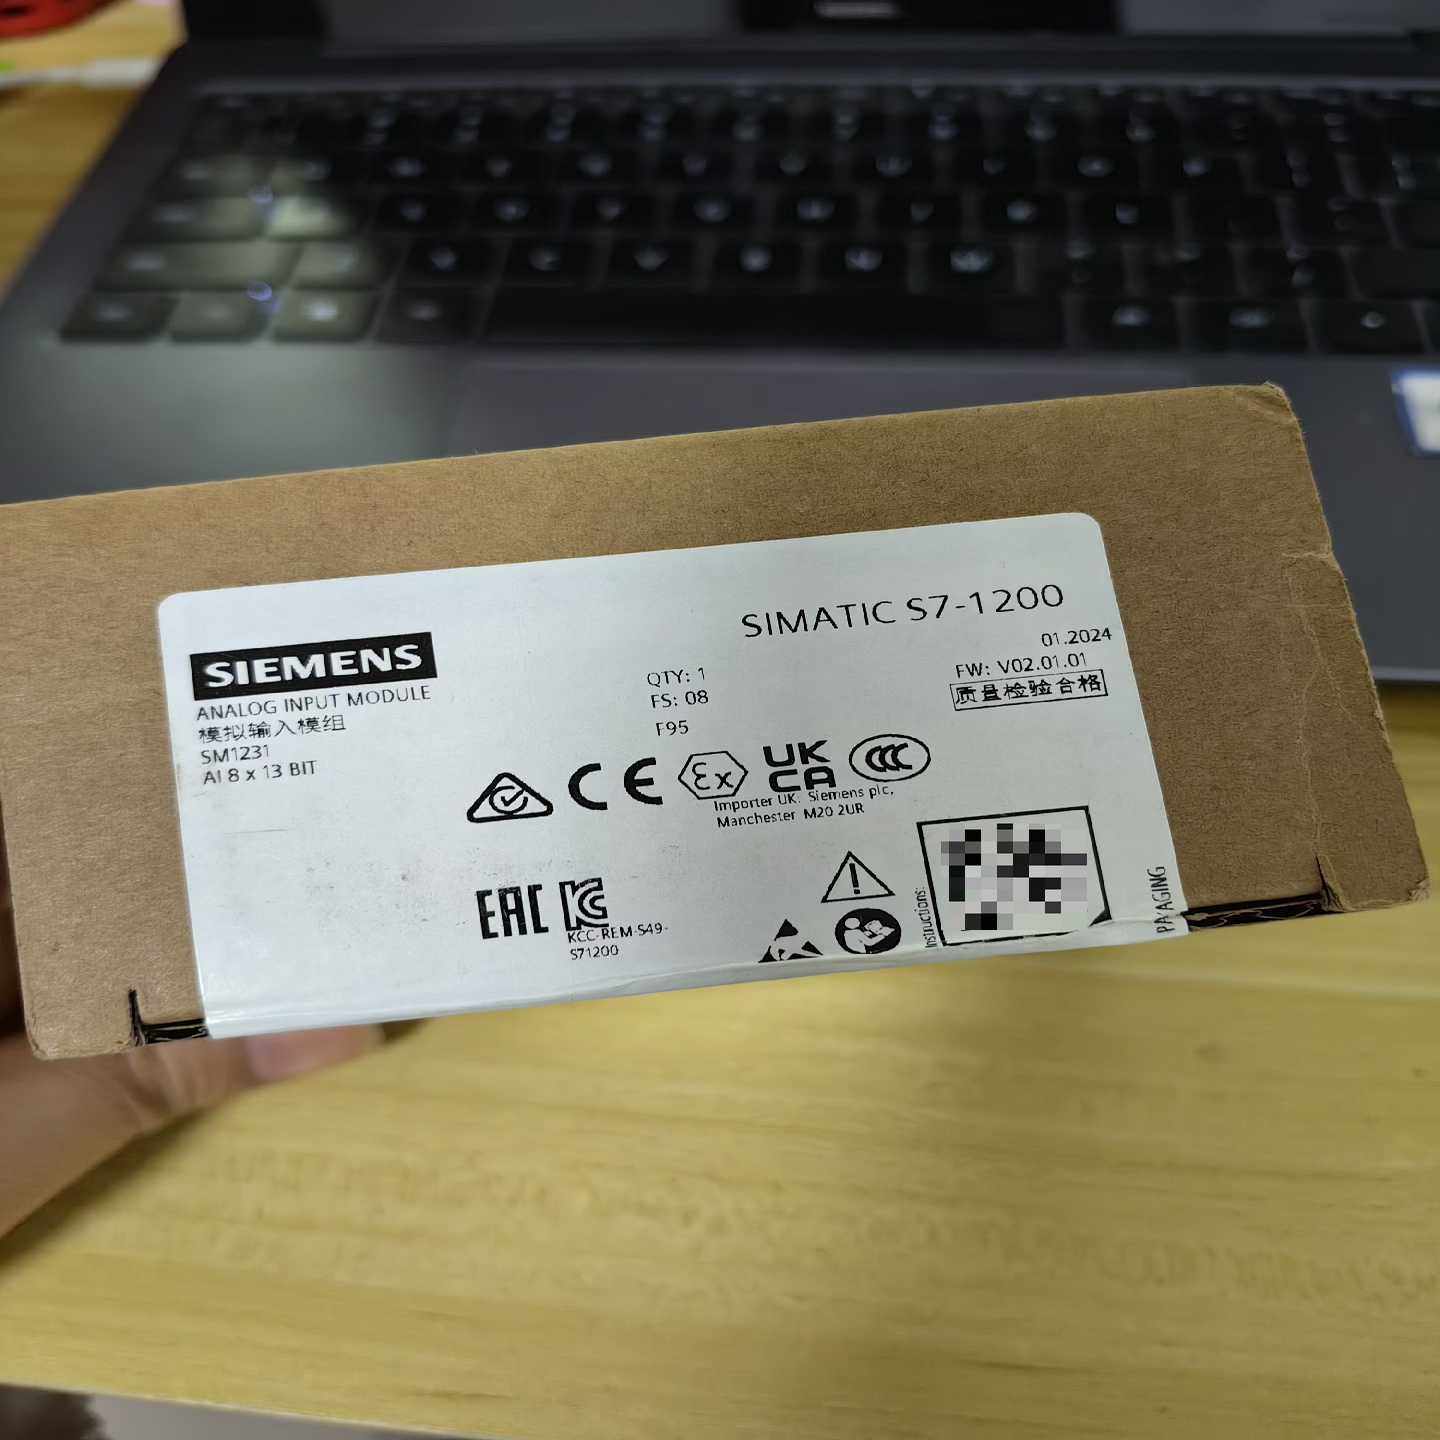 SIMATIC S7-1200
01.2024
FW: V02.01.01
质量检验合格
SIEMENS
ANALOG INPUT MODULE
模拟输入模组
SM1231
AI 8 x 13 BIT
QTY: 1
FS: 08
F95
CE
Ex
UK
CA
CCC
Importer UK: Siemens plc,
Manchester M20 2UR
EAC
KC
KCC-REM-S49-
S71200
Instructions: